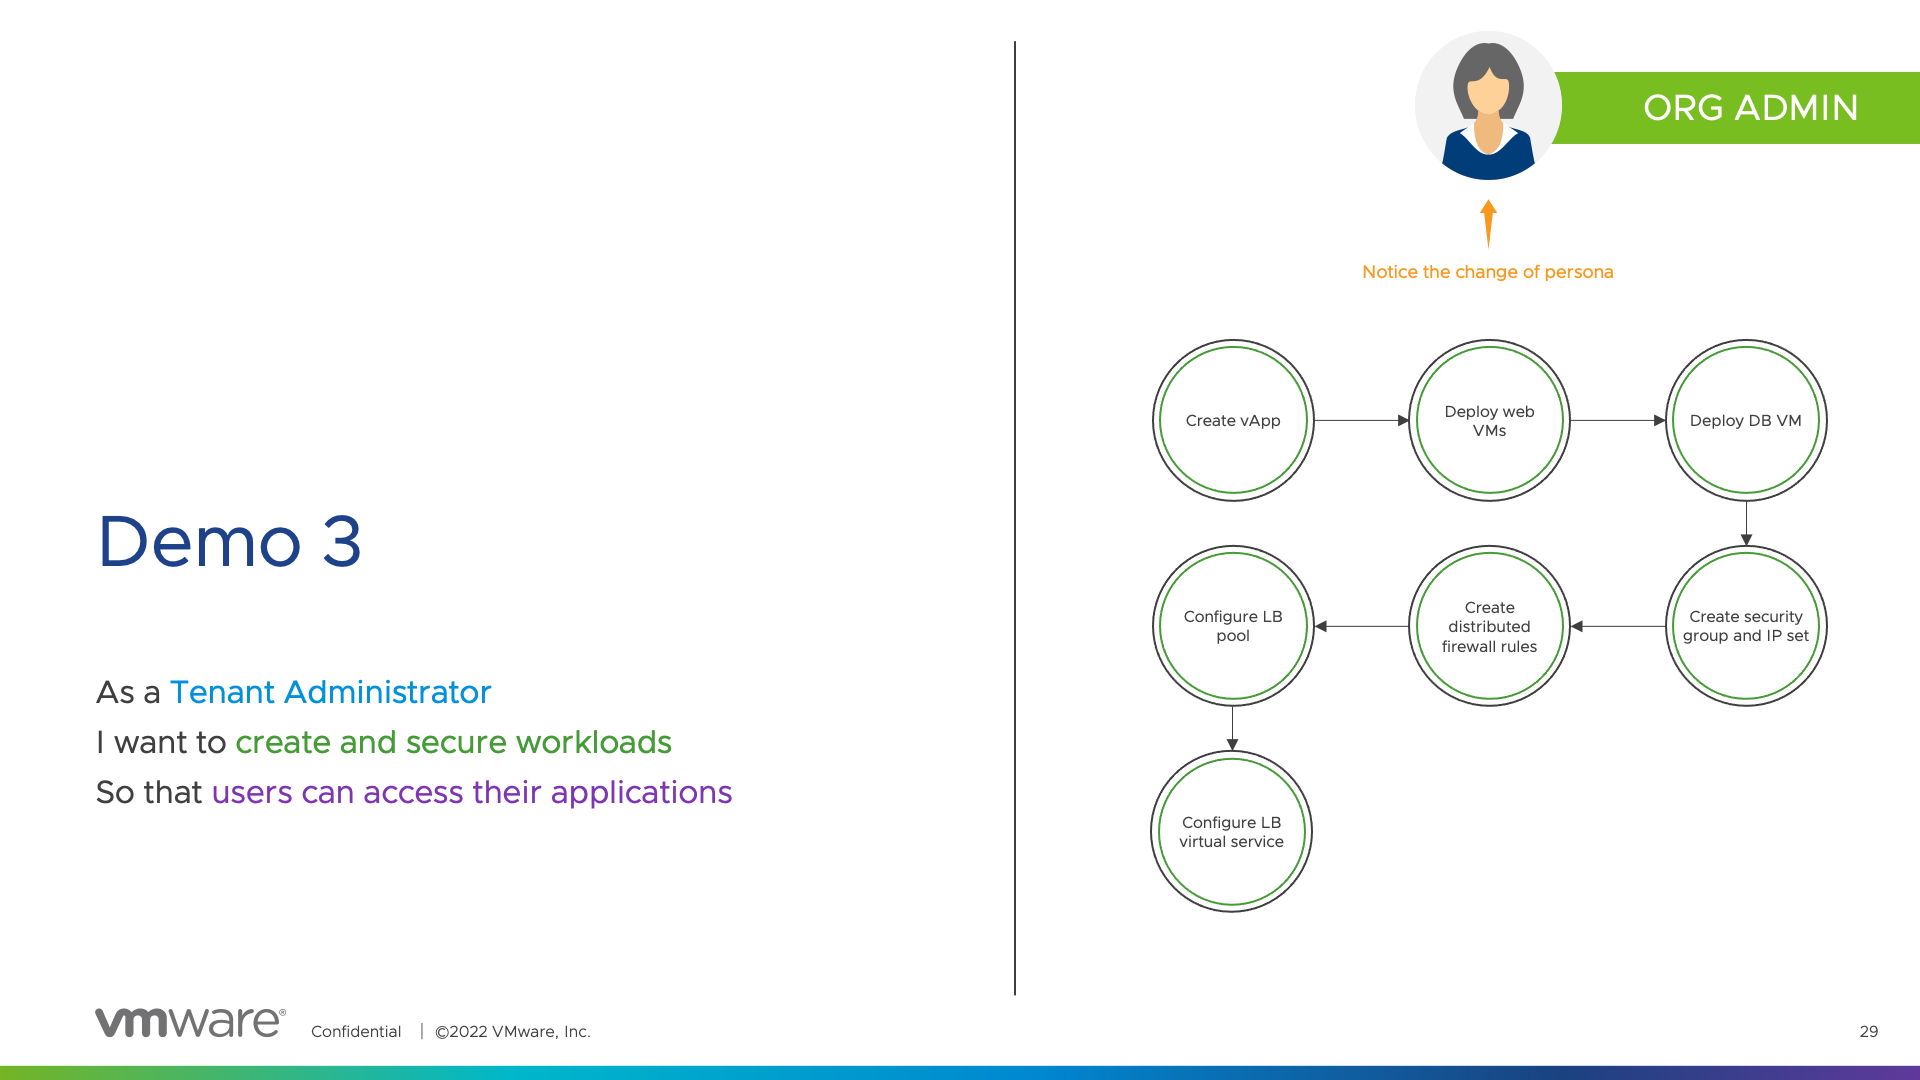 ORG ADMIN
Notice the change of persona
Create vApp
Deploy web
VMs
Deploy DB VM
Configure LB
pool
Create
distributed
firewall rules
Create security
group and IP set
Configure LB
virtual service
Demo 3
As a Tenant Administrator
I want to create and secure workloads
So that users can access their applications
vmware®
Confidential | ©2022 VMware, Inc.
29